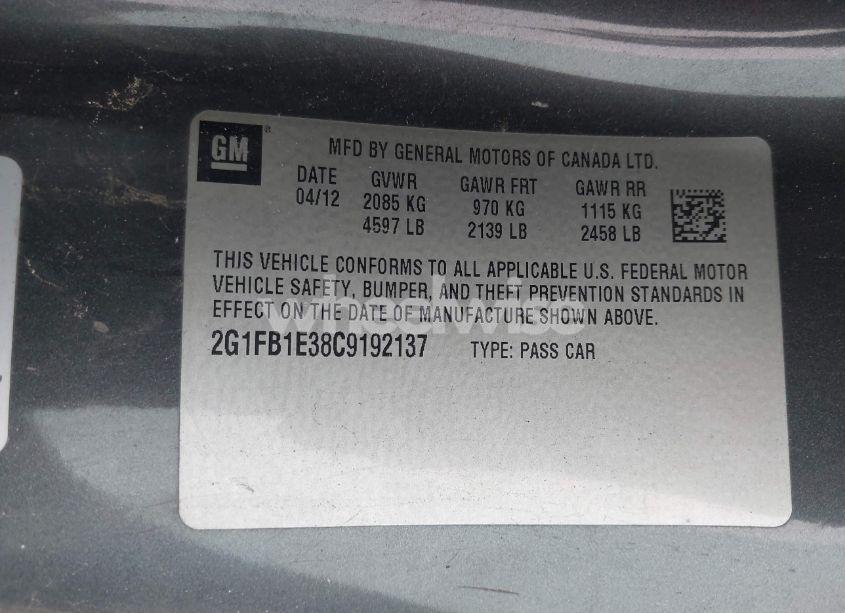 GM
MFD BY GENERAL MOTORS OF CANADA LTD.
DATE GVWR GAWR FRT GAWR RR
04/12 2085 KG 970 KG 1115 KG
4597 LB 2139 LB 2458 LB
THIS VEHICLE CONFORMS TO ALL APPLICABLE U.S. FEDERAL MOTOR
VEHICLE SAFETY, BUMPER, AND THEFT PREVENTION STANDARDS IN
EFFECT ON THE DATE OF MANUFACTURE SHOWN ABOVE.
wheelwise
2G1FB1E38C9192137 TYPE: PASS CAR